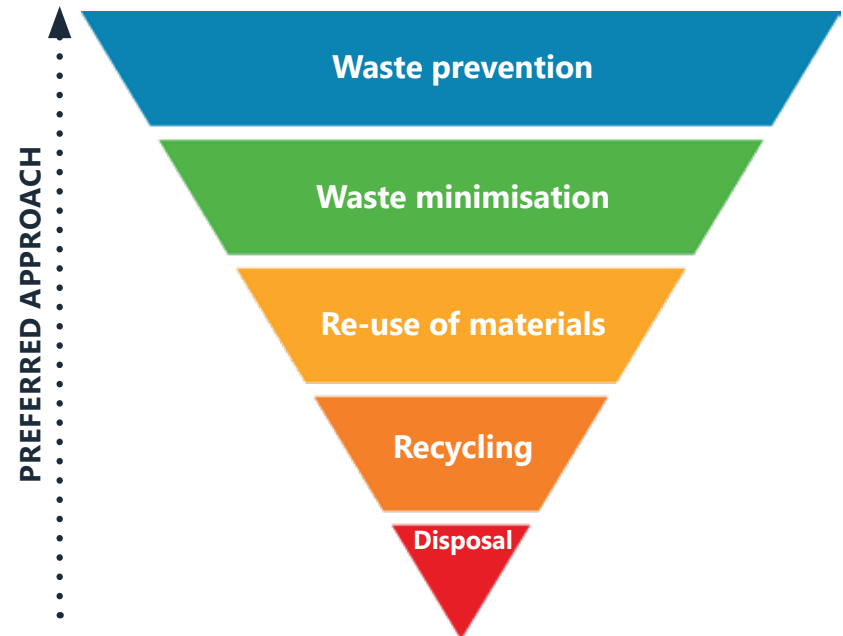 PREFERRED APPROACH
Waste prevention
Waste minimisation
Re-use of materials
Recycling
Disposal